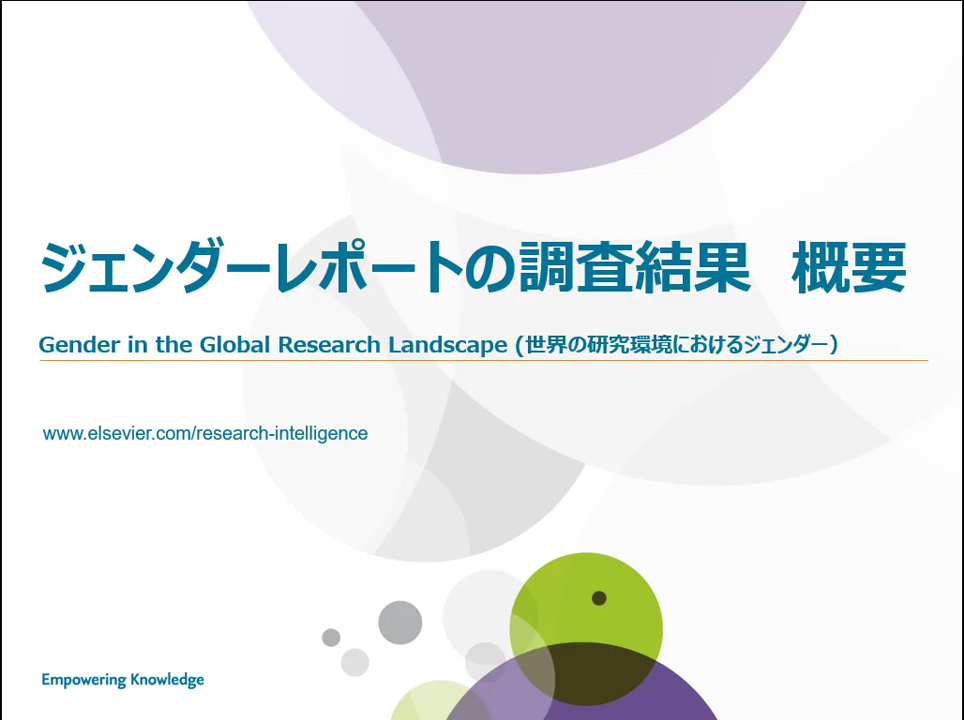 ジェンダーレポートの調査結果　概要
Gender in the Global Research Landscape (世界の研究環境におけるジェンダー）
www.elsevier.com/research-intelligence
Empowering Knowledge